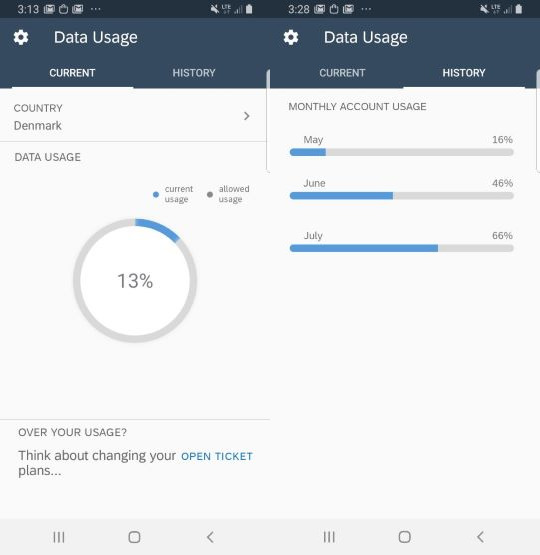 3:13 ...
LTE
Data Usage
CURRENT HISTORY
COUNTRY
Denmark
DATA USAGE
current
usage
allowed
usage
13%
OVER YOUR USAGE?
Think about changing your
plans...
OPEN TICKET
3:28 ...
LTE
Data Usage
CURRENT HISTORY
MONTHLY ACCOUNT USAGE
May 16%
June 46%
July 66%